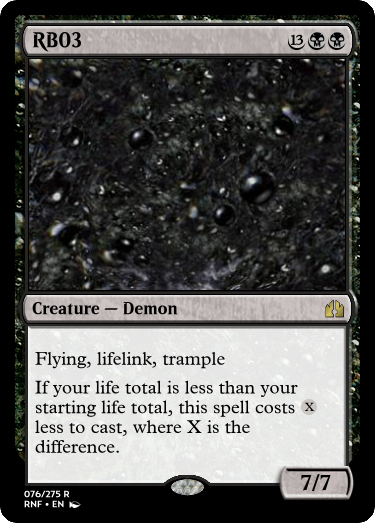 RB03 13
Creature — Demon
Flying, lifelink, trample
If your life total is less than your
starting life total, this spell costs X
less to cast, where X is the
difference.
7/7
076/275 R
RNF • EN